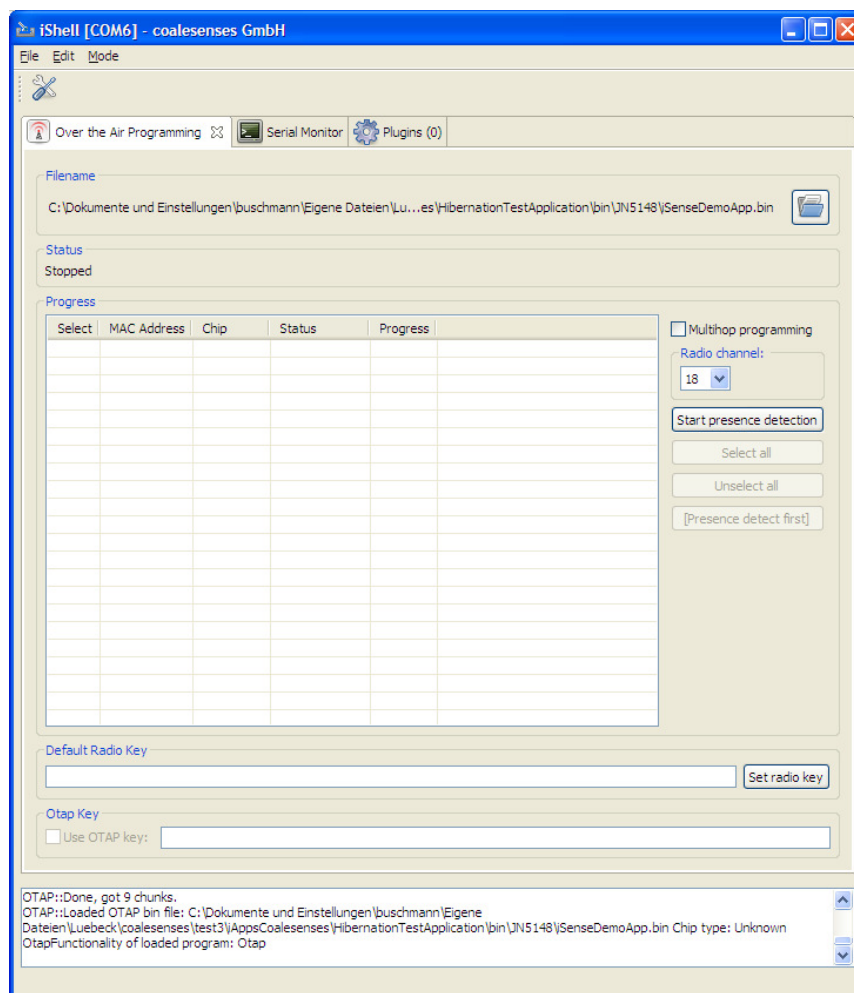 iShell [COM6] - coalesenses GmbH
File Edit Mode
Over the Air Programming Serial Monitor Plugins (0)
Filename
C:\Dokumente und Einstellungen\buschmann\Eigene Dateien\Lu...es\HibernationTestApplication\bin\JN5148\iSenseDemoApp.bin
Status
Stopped
Progress
Select MAC Address Chip Status Progress
Multihop programming
Radio channel:
18
Start presence detection
Select all
Unselect all
[Presence detect first]
Default Radio Key
Set radio key
Otap Key
Use OTAP key:
OTAP::Done, got 9 chunks.
OTAP::Loaded OTAP bin file: C:\Dokumente und Einstellungen\buschmann\Eigene
Dateien\Luebeck\coalesenses\test3\iAppsCoalesenses\HibernationTestApplication\bin\JN5148\iSenseDemoApp.bin Chip type: Unknown
OtapFunctionality of loaded program: Otap